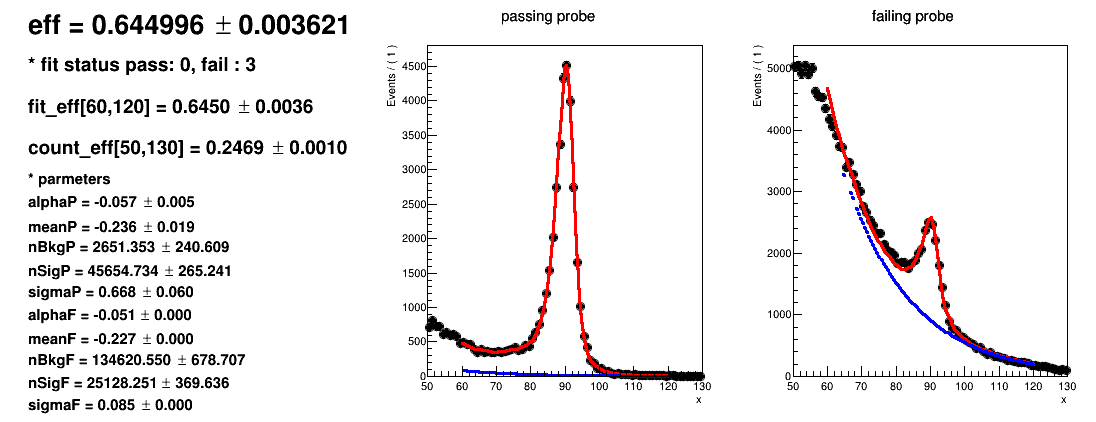 eff = 0.644996 ± 0.003621
* fit status pass: 0, fail : 3
fit_eff[60,120] = 0.6450 ± 0.0036
count_eff[50,130] = 0.2469 ± 0.0010
* parmeters
alphaP = -0.057 ± 0.005
meanP = -0.236 ± 0.019
nBkgP = 2651.353 ± 240.609
nSigP = 45654.734 ± 265.241
sigmaP = 0.668 ± 0.060
alphaF = -0.051 ± 0.000
meanF = -0.227 ± 0.000
nBkgF = 134620.550 ± 678.707
nSigF = 25128.251 ± 369.636
sigmaF = 0.085 ± 0.000
passing probe
Events / ( 1 )
4500
4000
3500
3000
2500
2000
1500
1000
500
0
50 60 70 80 90 100 110 120 130
x
failing probe
Events / ( 1 )
5000
4000
3000
2000
1000
0
50 60 70 80 90 100 110 120 130
x